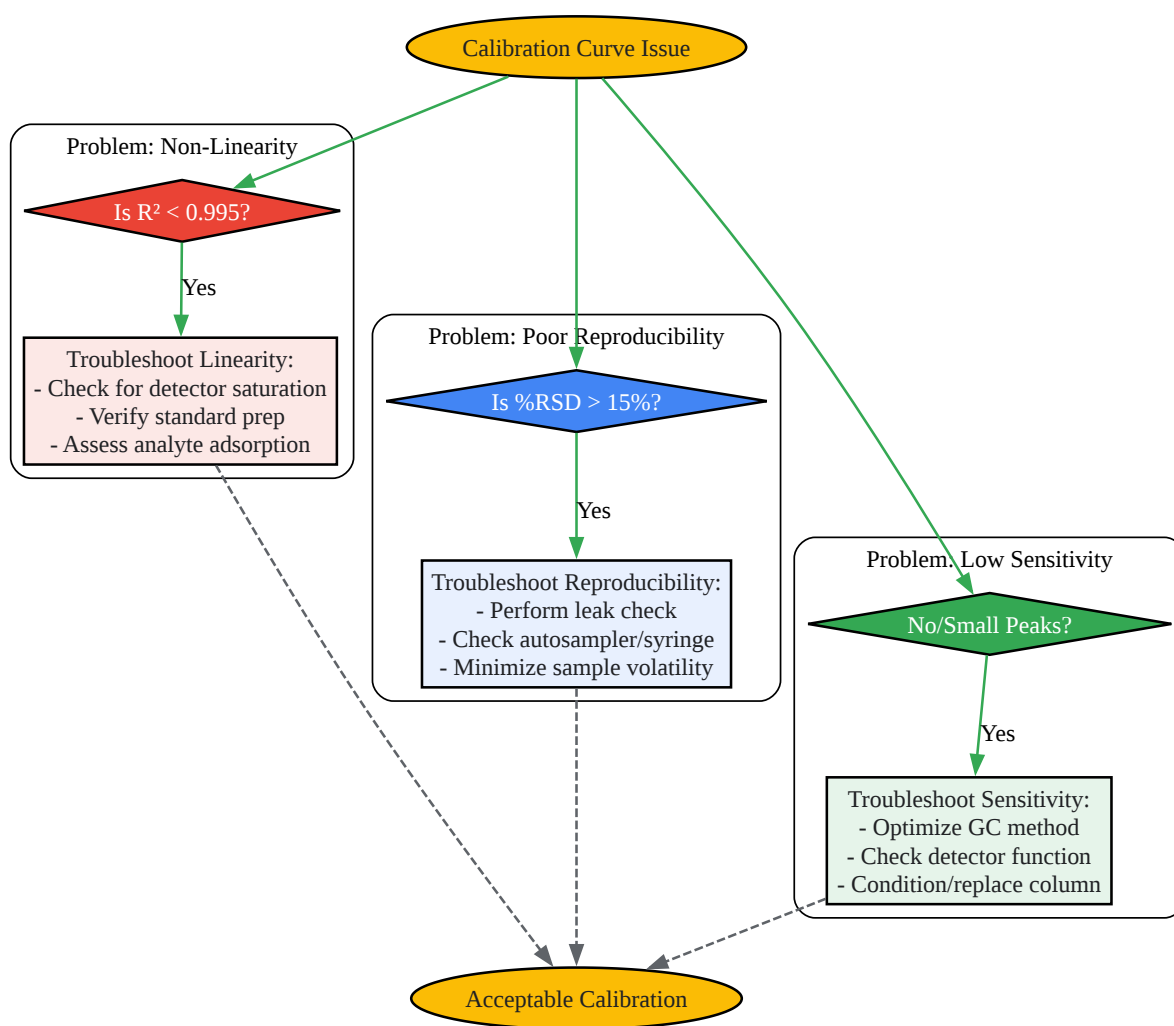 Calibration Curve Issue
Problem: Non-Linearity
Is R² < 0.995?
Yes
Troubleshoot Linearity:
- Check for detector saturation
- Verify standard prep
- Assess analyte adsorption
Problem: Poor Reproducibility
Is %RSD > 15%?
Yes
Troubleshoot Reproducibility:
- Perform leak check
- Check autosampler/syringe
- Minimize sample volatility
Problem: Low Sensitivity
No/Small Peaks?
Yes
Troubleshoot Sensitivity:
- Optimize GC method
- Check detector function
- Condition/replace column
Acceptable Calibration